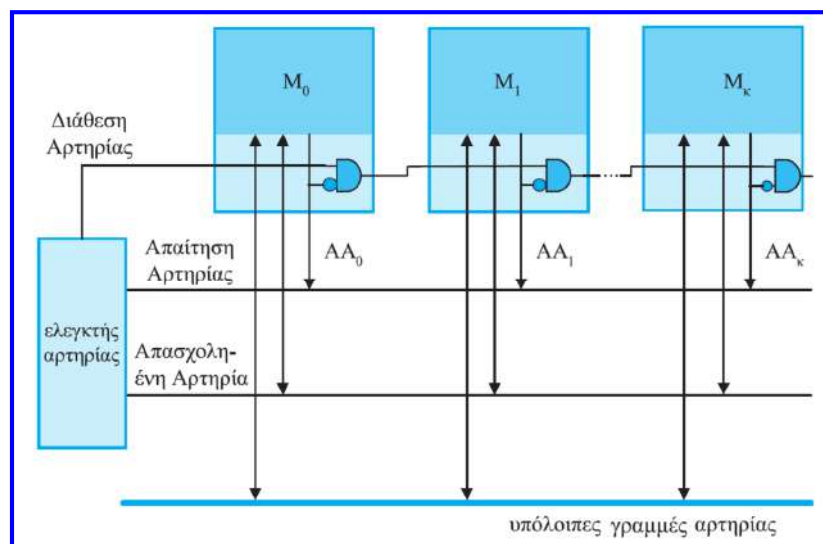 M₀
M₁
Mκ
Διάθεση
Αρτηρίας
Απαίτηση
Αρτηρίας
AA₀
AA₁
AAκ
ελεγκτής
αρτηρίας
Απασχολη-
ένη Αρτηρία
υπόλοιπες γραμμές αρτηρίας